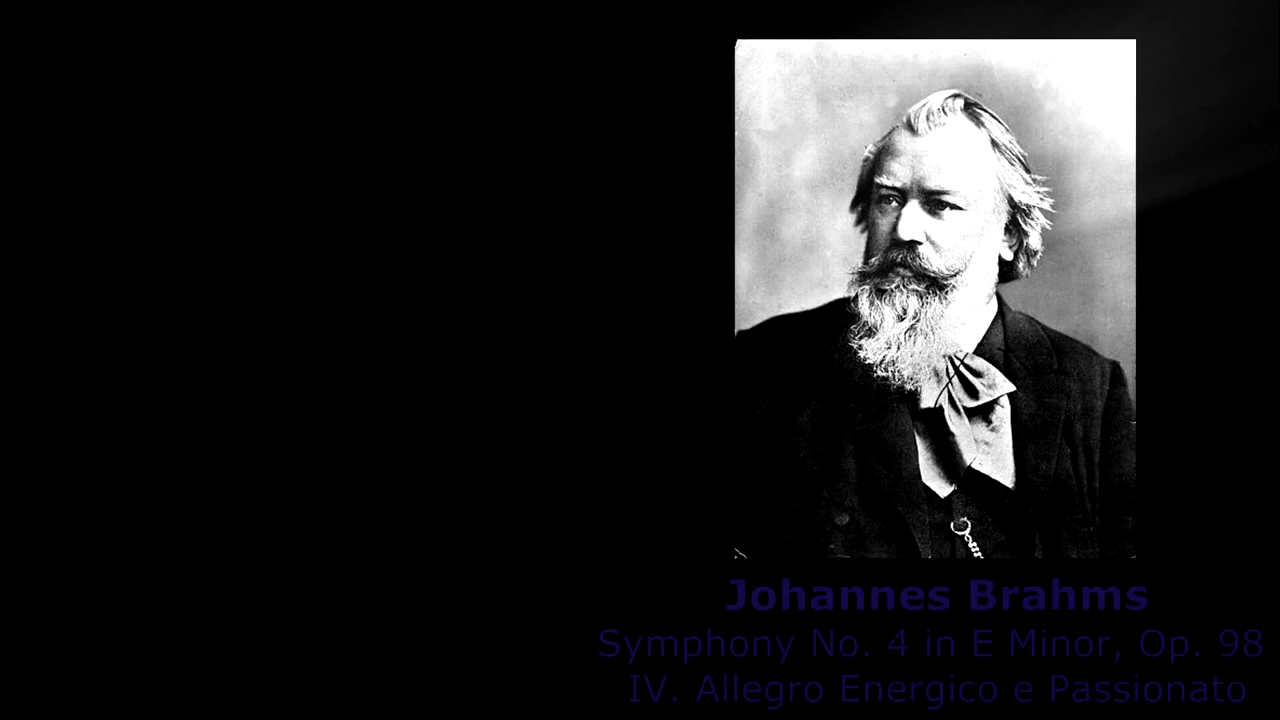 Johannes Brahms
Symphony No. 4 in E Minor, Op. 98
IV. Allegro Energico e Passionato